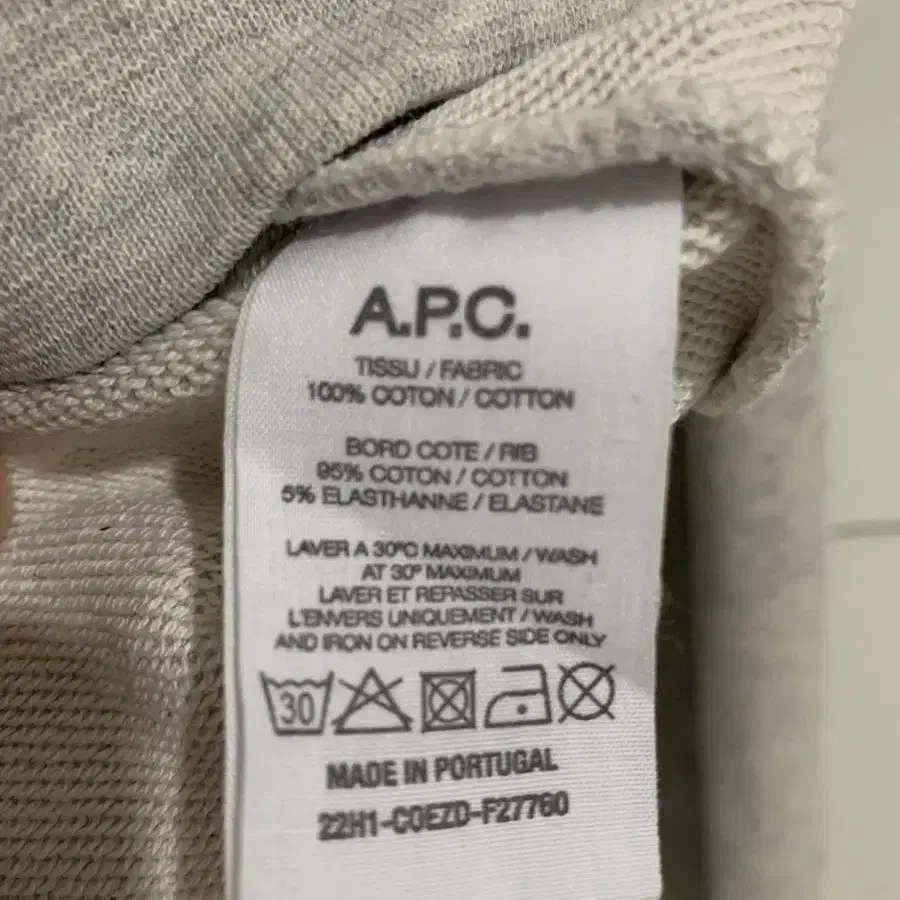 A.P.C.
TISSU / FABRIC
100% COTON / COTTON
BORD COTE / RIB
95% COTON / COTTON
5% ELASTHANNE / ELASTANE
LAVER A 30°C MAXIMUM / WASH
AT 30° MAXIMUM
LAVER ET REPASSER SUR
L'ENVERS UNIQUEMENT / WASH
AND IRON ON REVERSE SIDE ONLY
30
MADE IN PORTUGAL
22H1-COEZD-F27760